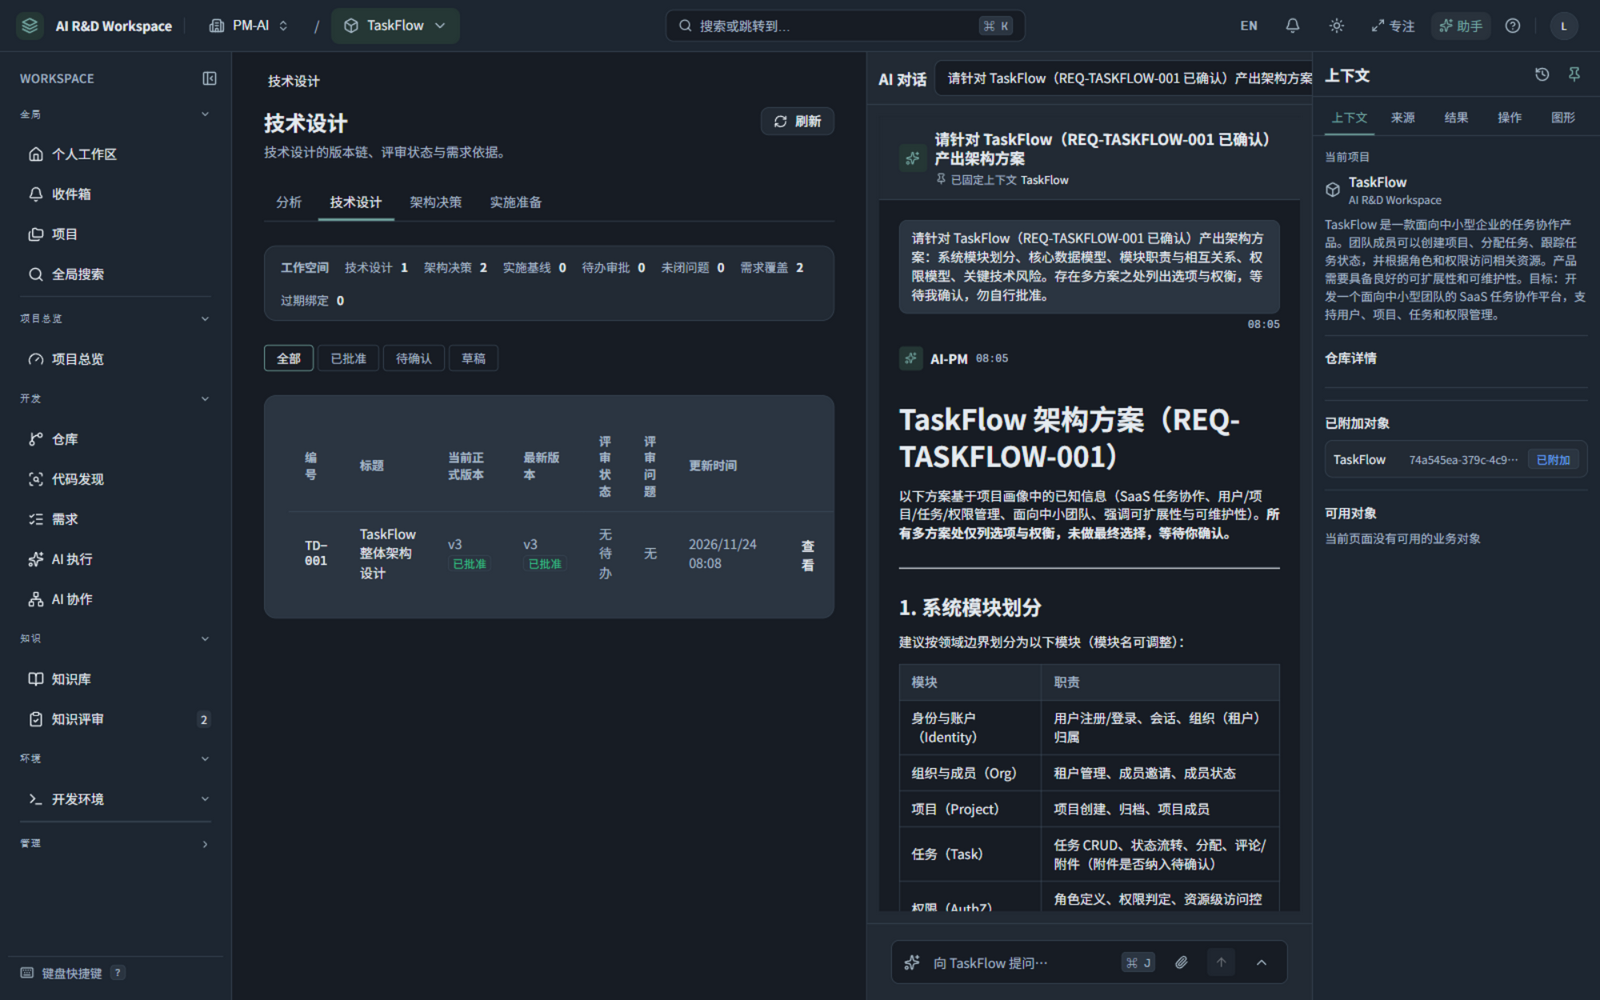 AI R&D Workspace
PM-AI
/
TaskFlow
搜索或跳转到…
⌘ K
EN
专注
助手
L
WORKSPACE
全局
个人工作区
收件箱
项目
全局搜索
项目总览
项目总览
开发
仓库
代码发现
需求
AI 执行
AI 协作
知识
知识库
知识评审
2
环境
开发环境
管理
键盘快捷键 ?
技术设计
技术设计
刷新
技术设计的版本链、评审状态与需求依据。
分析
技术设计
架构决策
实施准备
工作空间 技术设计 1 架构决策 2 实施基线 0 待办审批 0 未闭问题 0 需求覆盖 2
过期绑定 0
全部
已批准
待确认
草稿
编号
标题
当前正式版本
最新版本
评审状态
评审问题
更新时间
TD-001
TaskFlow 整体架构设计
v3
已批准
v3
已批准
无待办
无
2026/11/24 08:08
查看
AI 对话
请针对 TaskFlow（REQ-TASKFLOW-001 已确认）产出架构方案
请针对 TaskFlow（REQ-TASKFLOW-001 已确认）
产出架构方案
已固定上下文 TaskFlow
请针对 TaskFlow（REQ-TASKFLOW-001 已确认）产出架构方
案：系统模块划分、核心数据模型、模块职责与相互关系、权
限模型、关键技术风险。存在多方案之处列出选项与权衡，等
待我确认，勿自行批准。
08:05
AI-PM 08:05
TaskFlow 架构方案（REQ-
TASKFLOW-001）
以下方案基于项目画像中的已知信息（SaaS 任务协作、用户/项
目/任务/权限管理、面向中小团队、强调可扩展性与可维护性）。所
有多方案处仅列选项与权衡，未做最终选择，等待你确认。
1. 系统模块划分
建议按领域边界划分为以下模块（模块名可调整）：
模块
职责
身份与账户
（Identity）
用户注册/登录、会话、组织（租户）
归属
组织与成员（Org）
租户管理、成员邀请、成员状态
项目（Project）
项目创建、归档、项目成员
任务（Task）
任务 CRUD、状态流转、分配、评论/
附件（附件是否纳入待确认）
权限（AuthZ）
角色定义、权限判定、资源级访问控
向 TaskFlow 提问…
⌘ J
上下文
上下文
来源
结果
操作
图形
当前项目
TaskFlow
AI R&D Workspace
TaskFlow 是一款面向中小型企业的任务协作产
品。团队成员可以创建项目、分配任务、跟踪任
务状态，并根据角色和权限访问相关资源。产品
需要具备良好的可扩展性和可维护性。目标：开
发一个面向中小型团队的 SaaS 任务协作平台，支
持用户、项目、任务和权限管理。
仓库详情
已附加对象
TaskFlow
74a545ea-379c-4c9…
已附加
可用对象
当前页面没有可用的业务对象